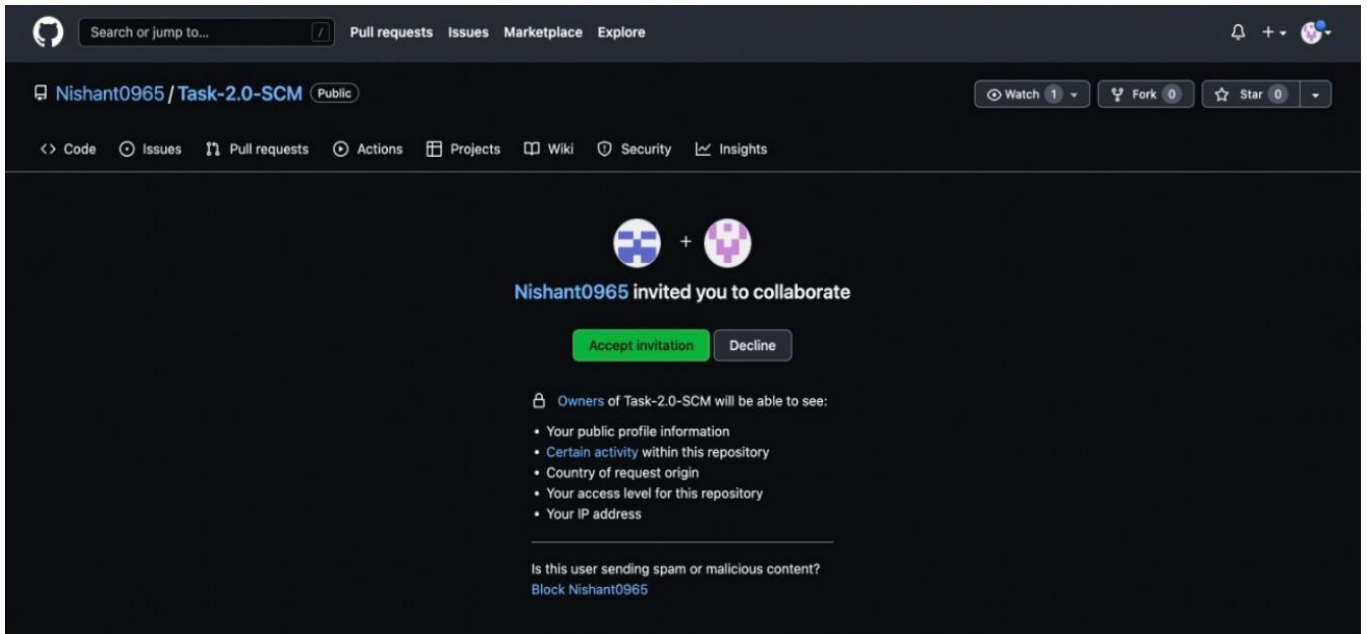 Search or jump to... / Pull requests Issues Marketplace Explore
Nishant0965 / Task-2.0-SCM Public Watch 1 Fork 0 Star 0
<> Code Issues Pull requests Actions Projects Wiki Security Insights
+
Nishant0965 invited you to collaborate
Accept invitation Decline
Owners of Task-2.0-SCM will be able to see:
• Your public profile information
• Certain activity within this repository
• Country of request origin
• Your access level for this repository
• Your IP address
Is this user sending spam or malicious content?
Block Nishant0965